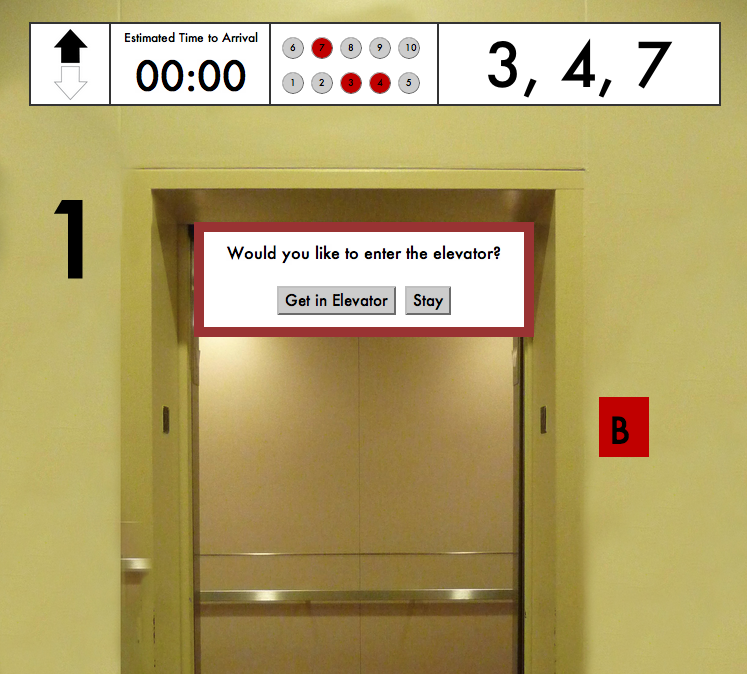 Estimated Time to Arrival
00:00
6 7 8 9 10
1 2 3 4 5
3, 4, 7
1
Would you like to enter the elevator?
Get in Elevator Stay
B